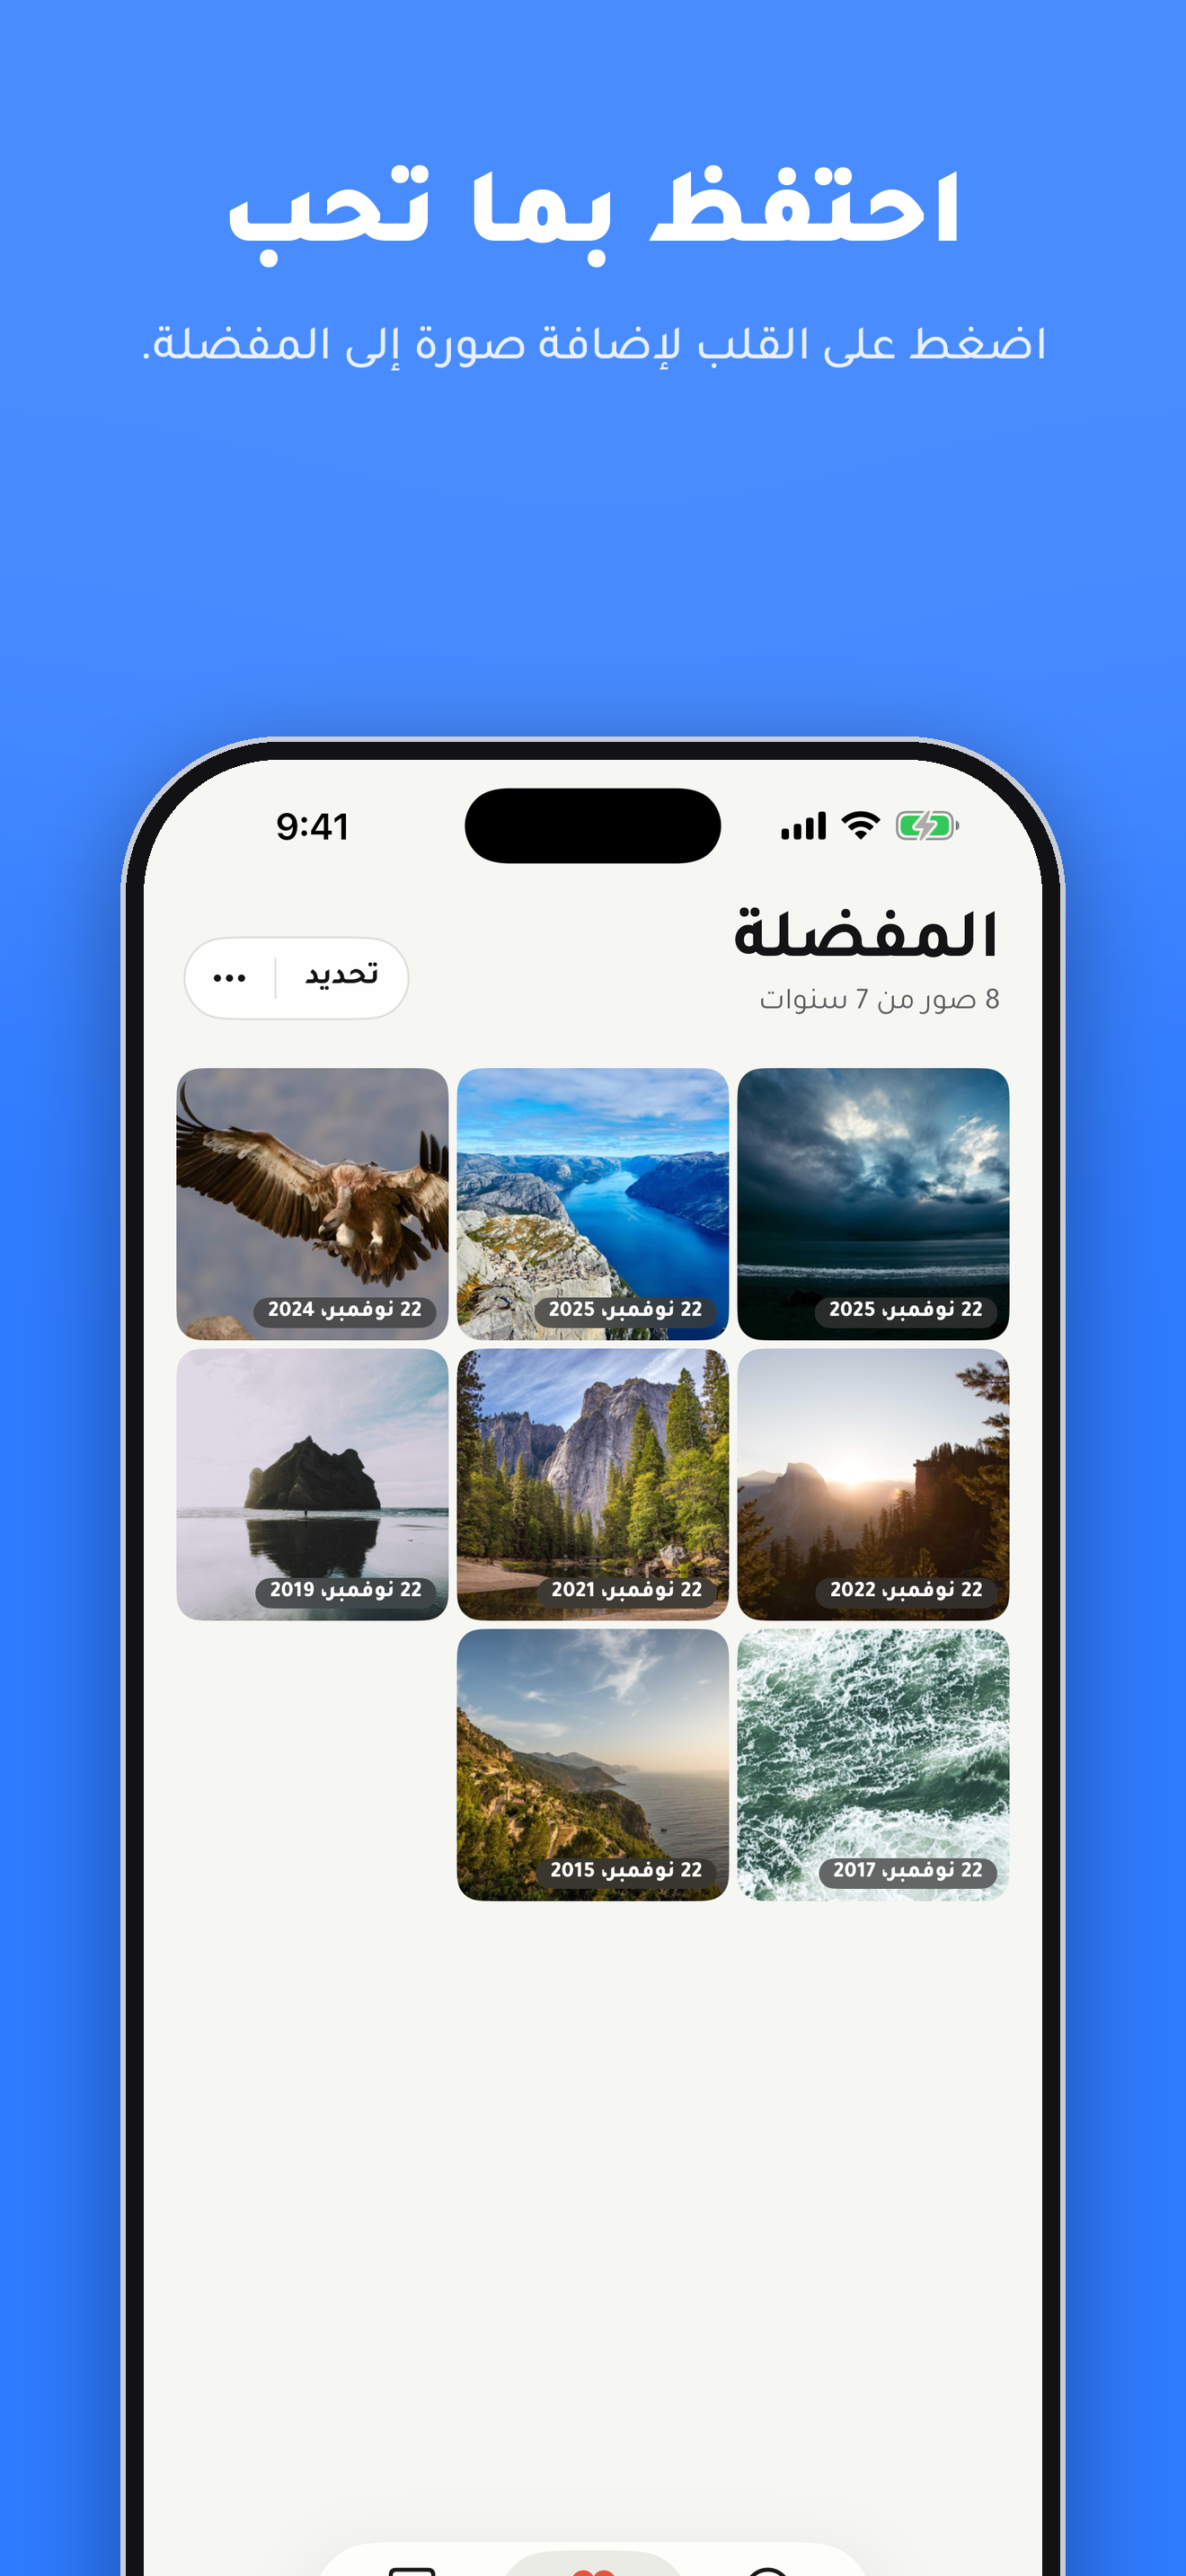 احتفظ بما تحب
اضغط على القلب لإضافة صورة إلى المفضلة.
9:41
المفضلة
8 صور من 7 سنوات
تحديد
22 نوفمبر، 2025
22 نوفمبر، 2025
22 نوفمبر، 2024
22 نوفمبر، 2022
22 نوفمبر، 2021
22 نوفمبر، 2019
22 نوفمبر، 2017
22 نوفمبر، 2015